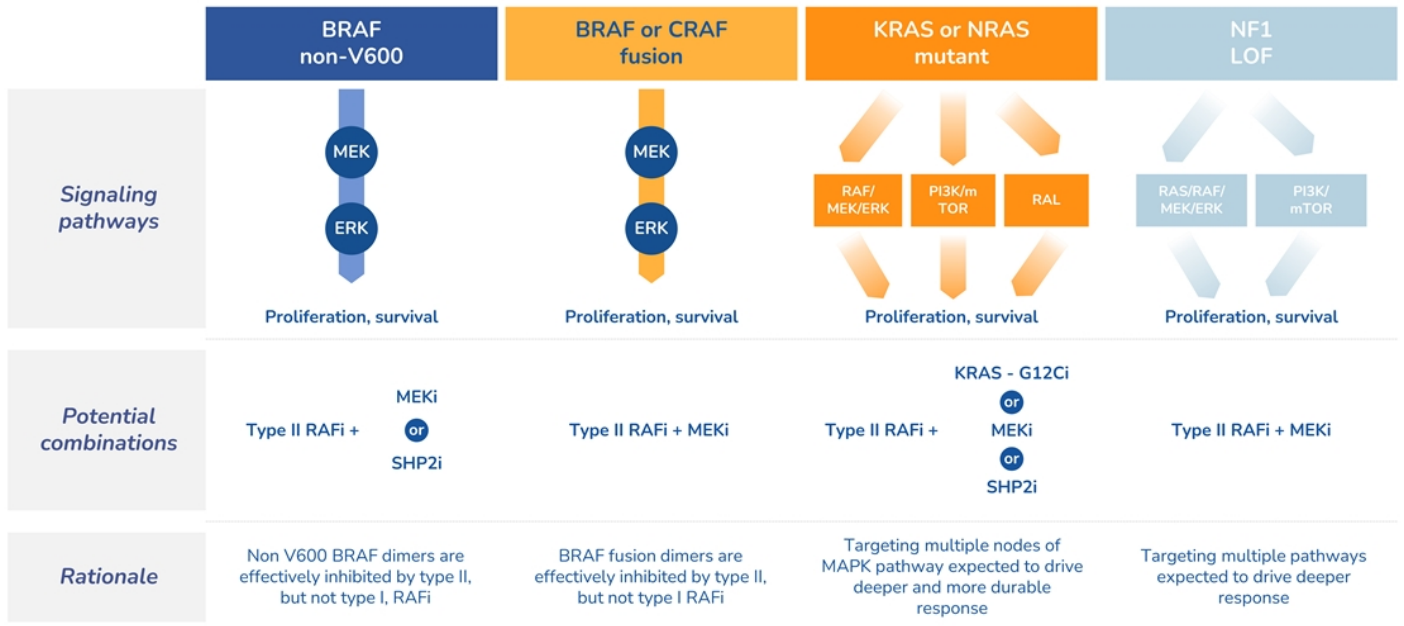 BRAF
non-V600
BRAF or CRAF
fusion
KRAS or NRAS
mutant
NF1
LOF
Signaling
pathways
MEK
ERK
Proliferation, survival
MEK
ERK
Proliferation, survival
RAF/
MEK/ERK
PI3K/m
TOR
RAL
Proliferation, survival
RAS/RAF/
MEK/ERK
PI3K/
mTOR
Proliferation, survival
Potential
combinations
Type II RAFi +
MEKi
or
SHP2i
Type II RAFi + MEKi
Type II RAFi +
KRAS - G12Ci
or
MEKi
or
SHP2i
Type II RAFi + MEKi
Rationale
Non V600 BRAF dimers are
effectively inhibited by type II,
but not type I, RAFi
BRAF fusion dimers are
effectively inhibited by type II,
but not type I RAFi
Targeting multiple nodes of
MAPK pathway expected to drive
deeper and more durable
response
Targeting multiple pathways
expected to drive deeper
response